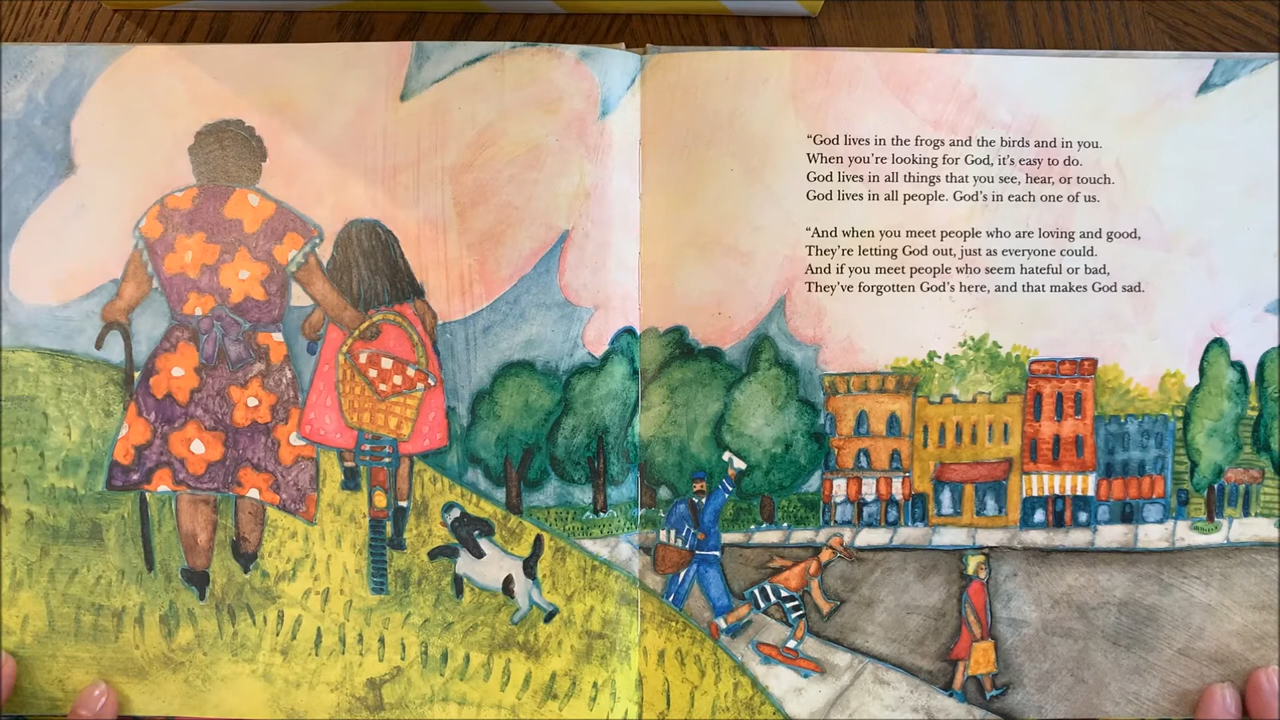 “God lives in the frogs and the birds and in you.
When you’re looking for God, it’s easy to do.
God lives in all things that you see, hear, or touch.
God lives in all people. God’s in each one of us.
“And when you meet people who are loving and good,
They’re letting God out, just as everyone could.
And if you meet people who seem hateful or bad,
They’ve forgotten God’s here, and that makes God sad.